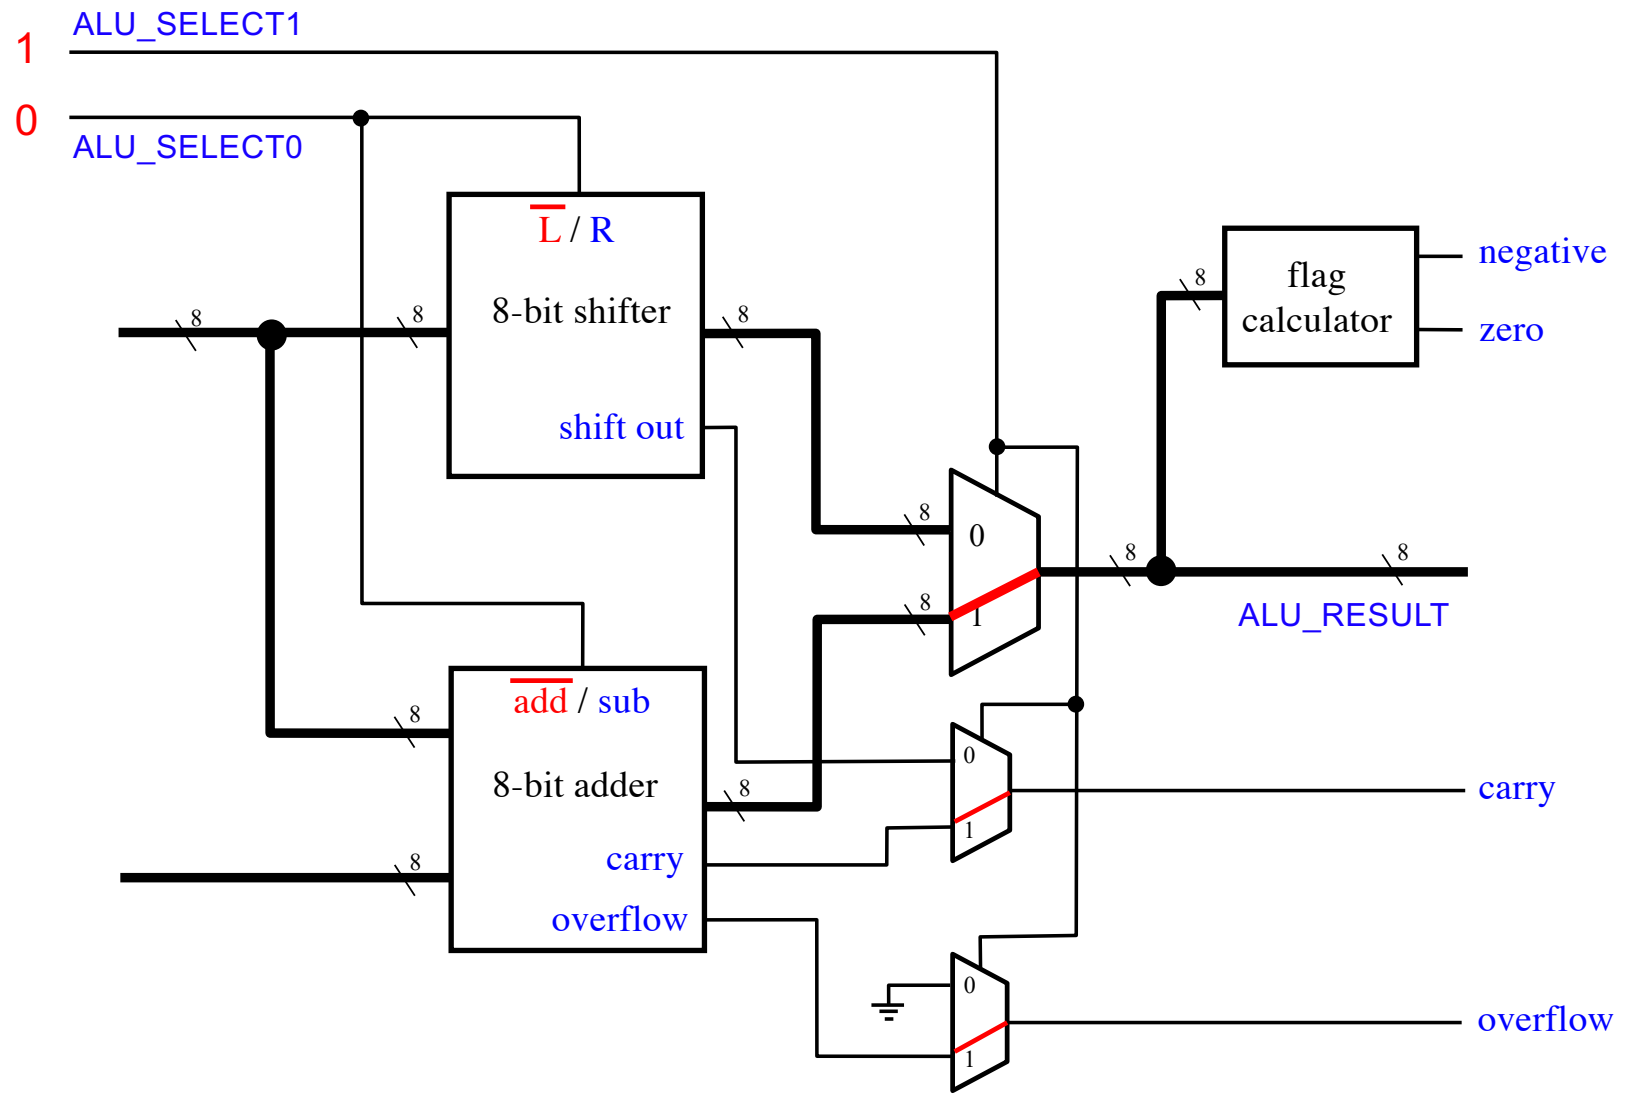 ALU_SELECT1
1
0
ALU_SELECT0
L / R
8-bit shifter
shift out
8
8
8
8
8
8
8
8
8
8
8
8
0
1
flag
calculator
negative
zero
ALU_RESULT
add / sub
8-bit adder
carry
overflow
0
1
carry
0
1
overflow